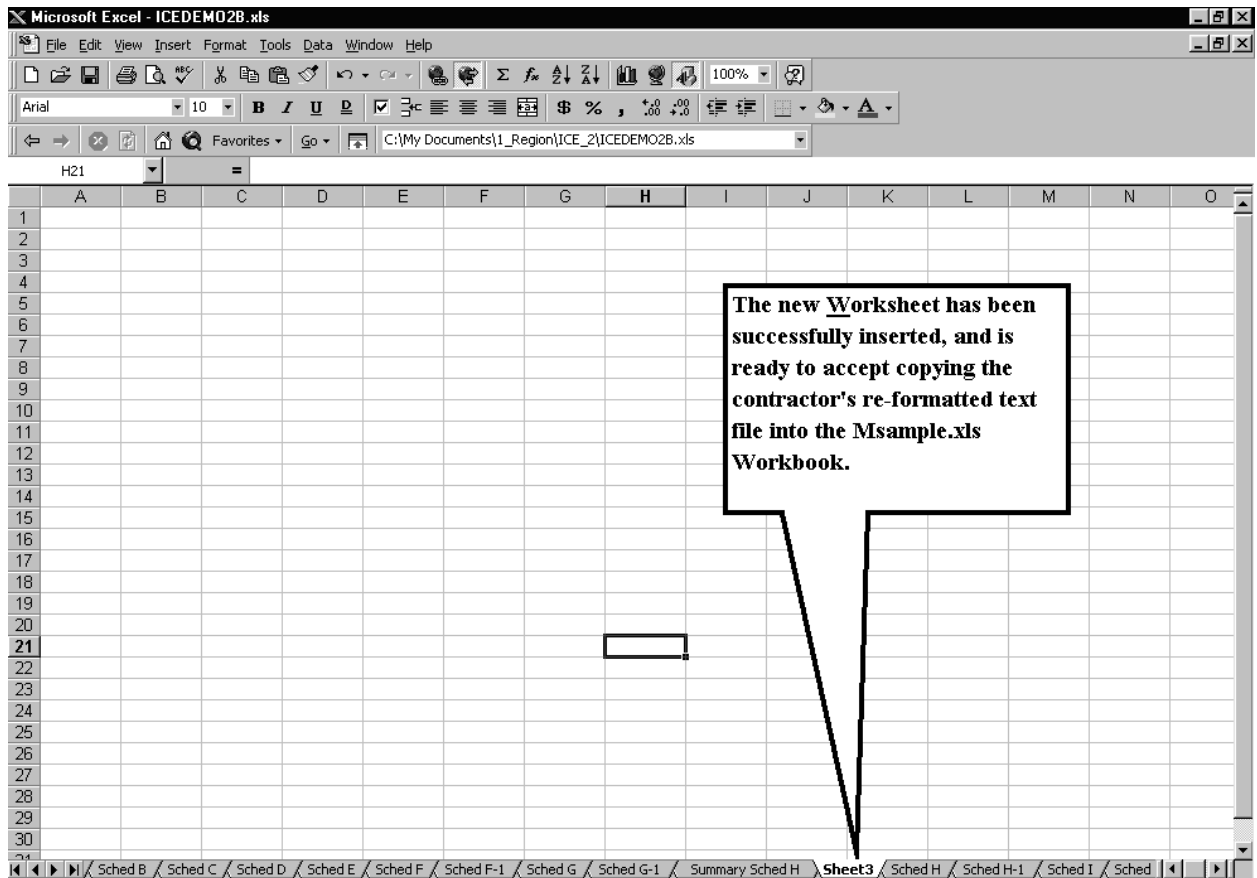 Microsoft Excel - ICEDEMO2B.xls
File Edit View Insert Format Tools Data Window Help
100%
Arial 10 B I U D $ % , .00 A
Favorites Go C:\My Documents\1_Region\ICE_2\ICEDEMO2B.xls
H21 =
A B C D E F G H I J K L M N O
1
2
3
4
5
6
7
8
9
10
11
12
13
14
15
16
17
18
19
20
21
22
23
24
25
26
27
28
29
30
The new Worksheet has been
successfully inserted, and is
ready to accept copying the
contractor's re-formatted text
file into the Msample.xls
Workbook.
Sched B Sched C Sched D Sched E Sched F Sched F-1 Sched G Sched G-1 Summary Sched H Sheet3 Sched H Sched H-1 Sched I Sched